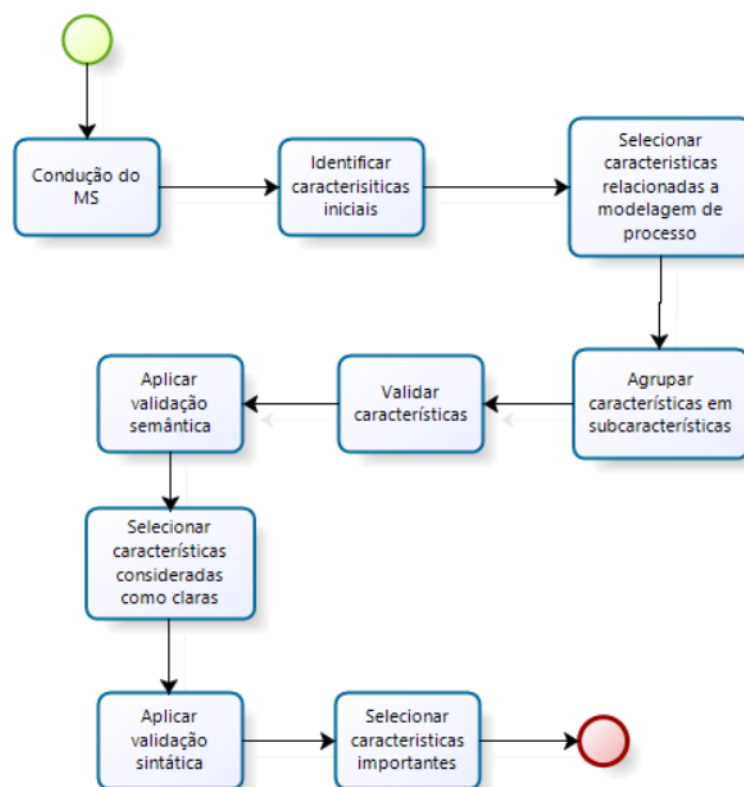 Condução do
MS
Identificar
caracterisiticas
iniciais
Selecionar
caracteristicas
relacionadas a
modelagem de
processo
Agrupar
características em
subcaracterísticas
Validar
características
Aplicar
validação
semântica
Selecionar
características
consideradas
como claras
Aplicar
validação
sintática
Selecionar
caracteristicas
importantes